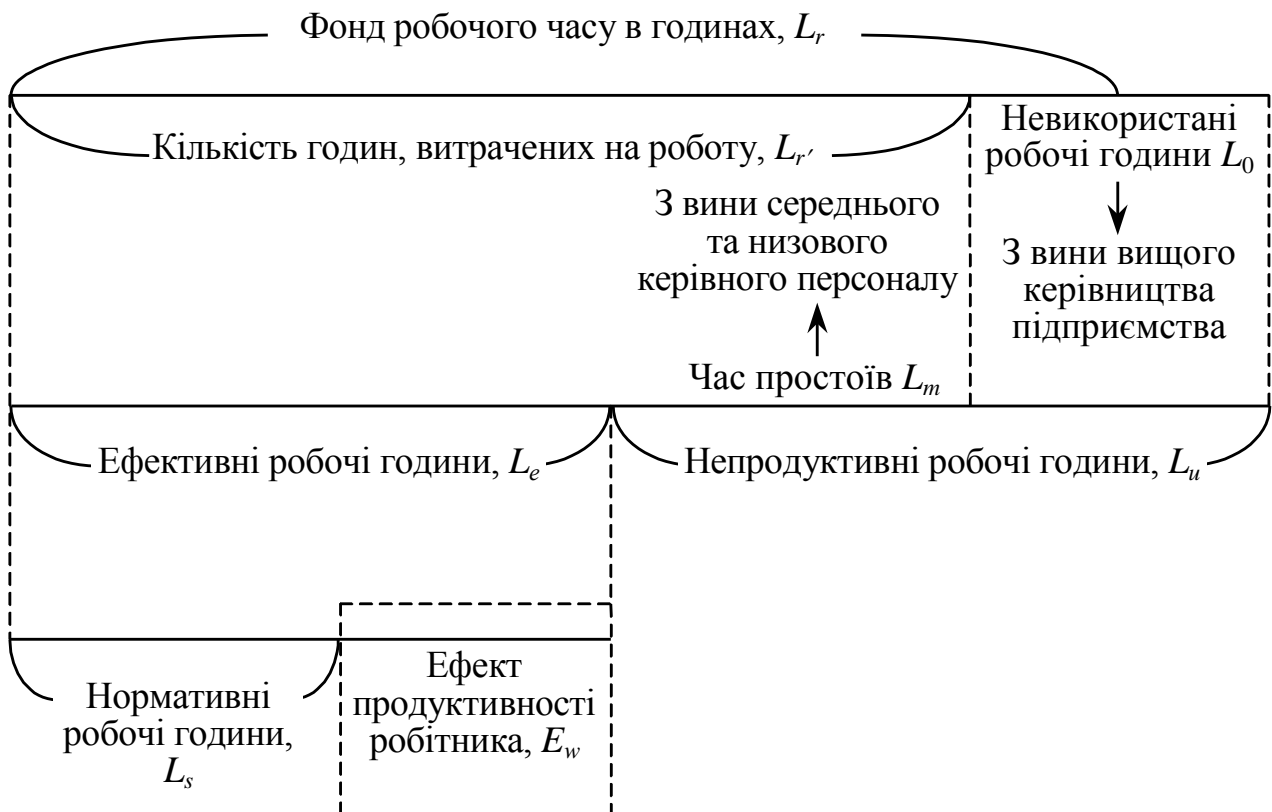 Фонд робочого часу в годинах, Lr
Кількість годин, витрачених на роботу, Lr′
Невикористані
робочі години L0
З вини середнього
та низового
керівного персоналу
З вини вищого
керівництва
підприємства
Час простоїв Lm
Ефективні робочі години, Le
Непродуктивні робочі години, Lu
Нормативні
робочі години,
Ls
Ефект
продуктивності
робітника, Ew